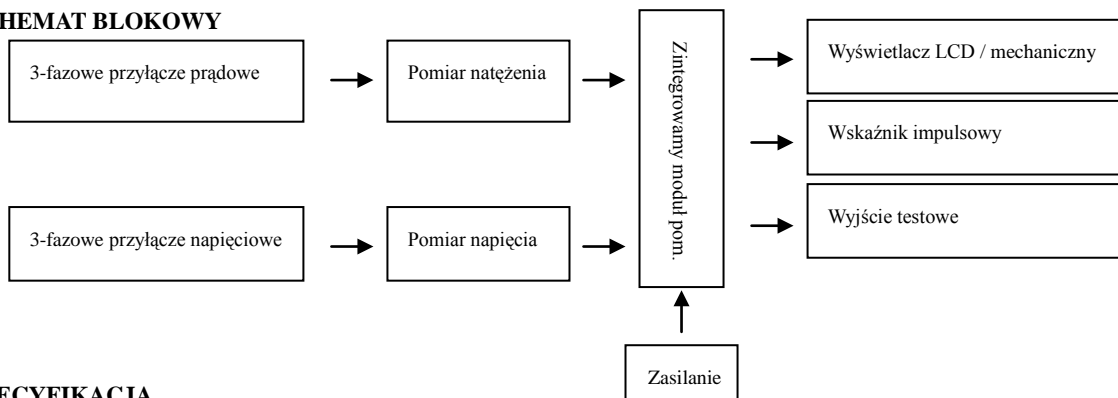 HEMAT BLOKOWY
3-fazowe przyłącze prądowe
Pomiar natężenia
Zintegrowamy moduł pom.
Wyświetlacz LCD / mechaniczny
Wskaźnik impulsowy
3-fazowe przyłącze napięciowe
Pomiar napięcia
Wyjście testowe
Zasilanie
ECYFIKACJA